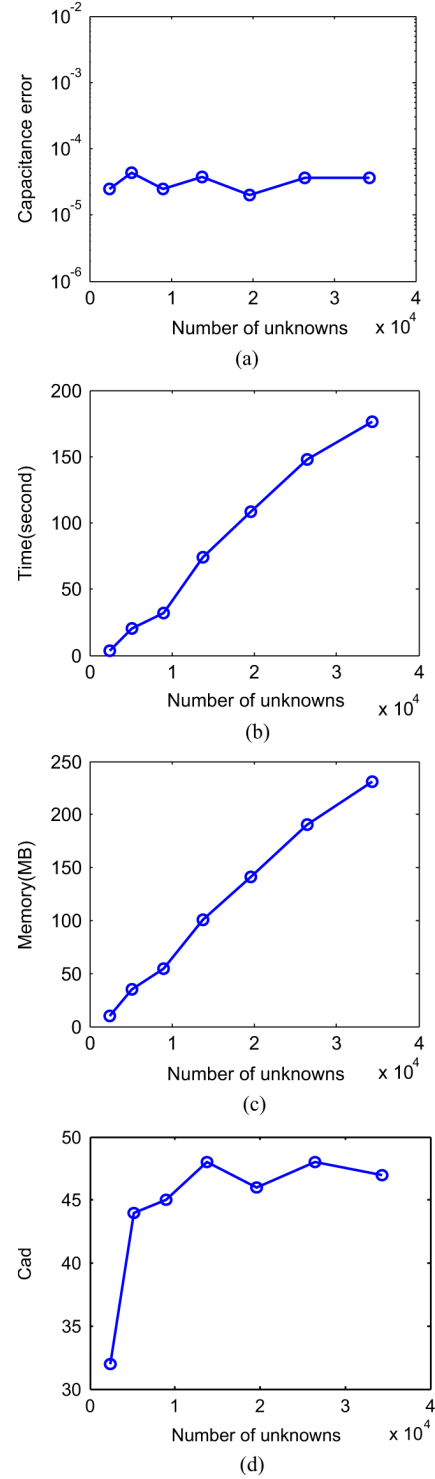 10^-2
10^-3
10^-4
10^-5
10^-6
Capacitance error
0 1 2 3 4
Number of unknowns x 10^4
(a)
200
150
100
50
0
Time(second)
0 1 2 3 4
Number of unknowns x 10^4
(b)
250
200
150
100
50
0
Memory(MB)
0 1 2 3 4
Number of unknowns x 10^4
(c)
50
45
40
35
30
Cad
0 1 2 3 4
Number of unknowns x 10^4
(d)